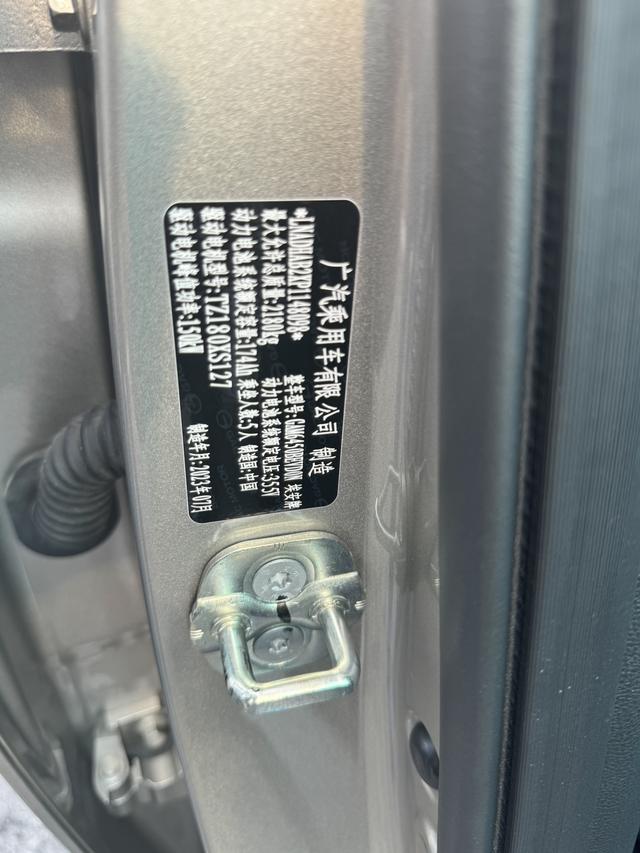 广汽乘用车有限公司 制造
*LNADHAB2XP1148098*
整车型号:GAM6450BEVD0N 埃安牌
最大允许总质量:2180kg
动力电池系统额定电压:355V
动力电池系统额定容量:174Ah 乘坐人数:5人 制造国:中国
驱动电机型号:TZ180XS127
驱动电机峰值功率:150kW
制造年月:2023年07月